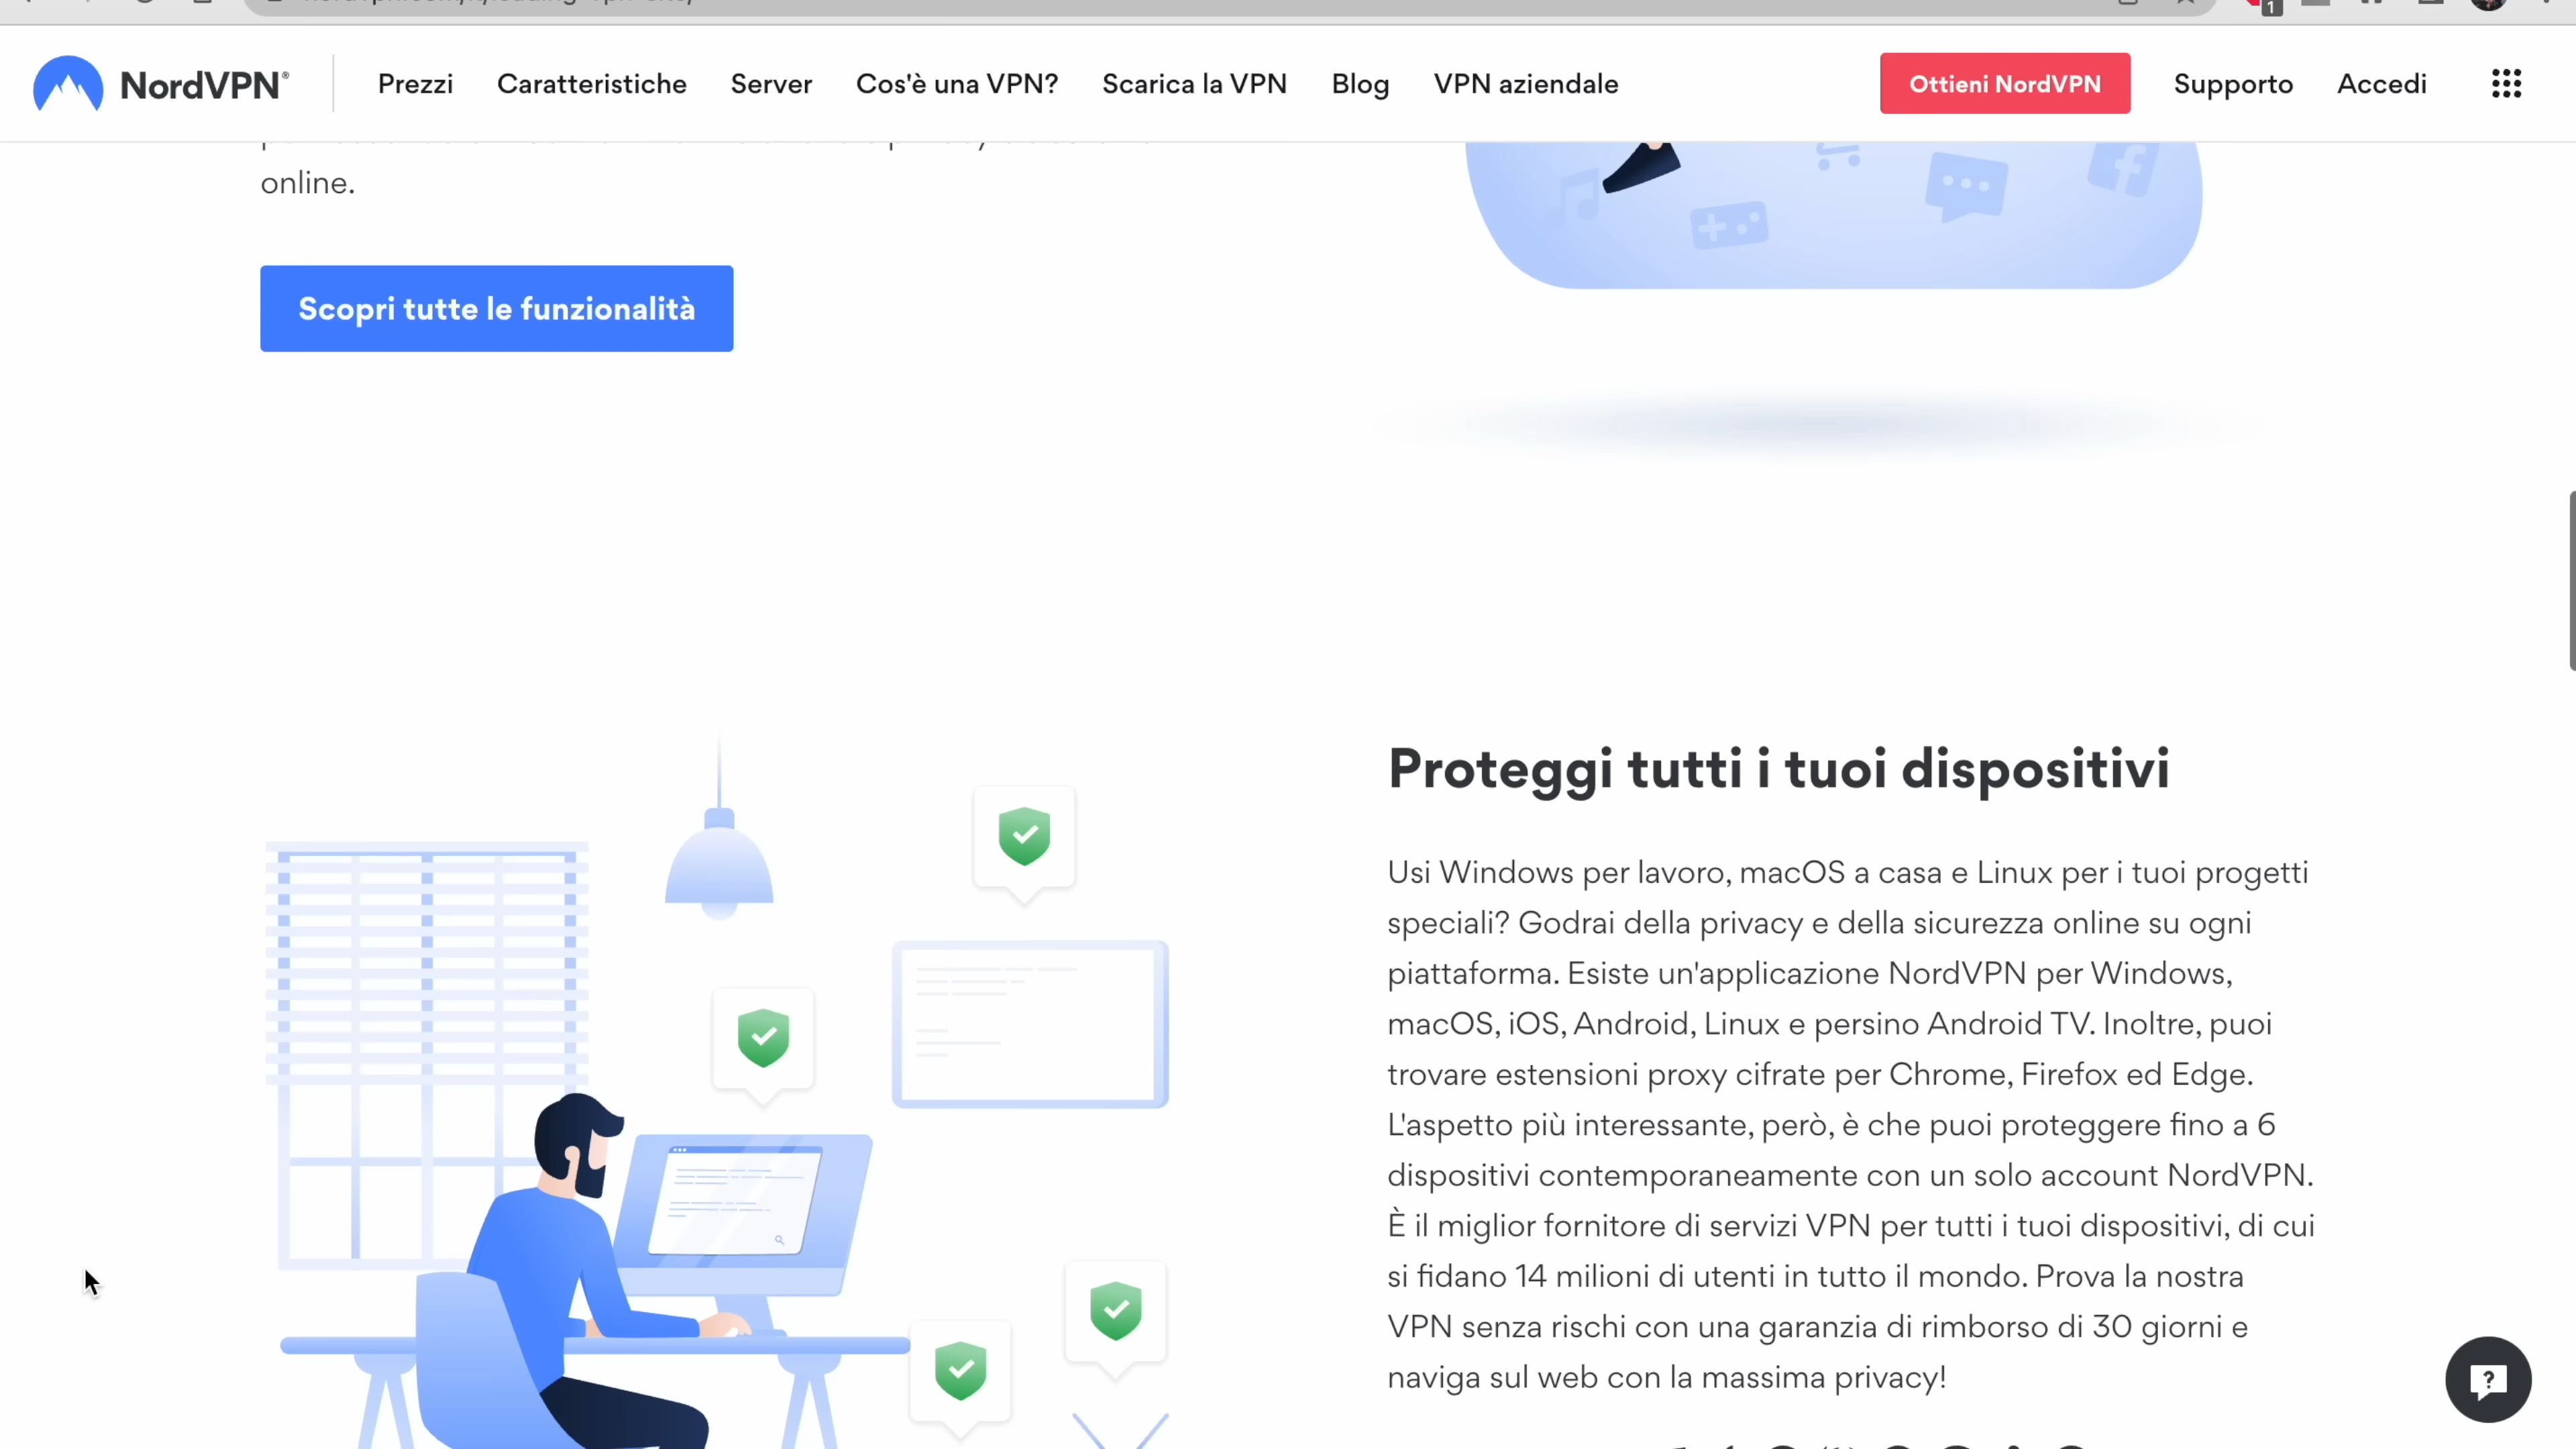 1
NordVPN®
Prezzi
Caratteristiche
Server
Cos'è una VPN?
Scarica la VPN
Blog
VPN aziendale
Ottieni NordVPN
Supporto
Accedi
online.
Scopri tutte le funzionalità
Proteggi tutti i tuoi dispositivi
Usi Windows per lavoro, macOS a casa e Linux per i tuoi progetti
speciali? Godrai della privacy e della sicurezza online su ogni
piattaforma. Esiste un'applicazione NordVPN per Windows,
macOS, iOS, Android, Linux e persino Android TV. Inoltre, puoi
trovare estensioni proxy cifrate per Chrome, Firefox ed Edge.
L'aspetto più interessante, però, è che puoi proteggere fino a 6
dispositivi contemporaneamente con un solo account NordVPN.
È il miglior fornitore di servizi VPN per tutti i tuoi dispositivi, di cui
si fidano 14 milioni di utenti in tutto il mondo. Prova la nostra
VPN senza rischi con una garanzia di rimborso di 30 giorni e
naviga sul web con la massima privacy!